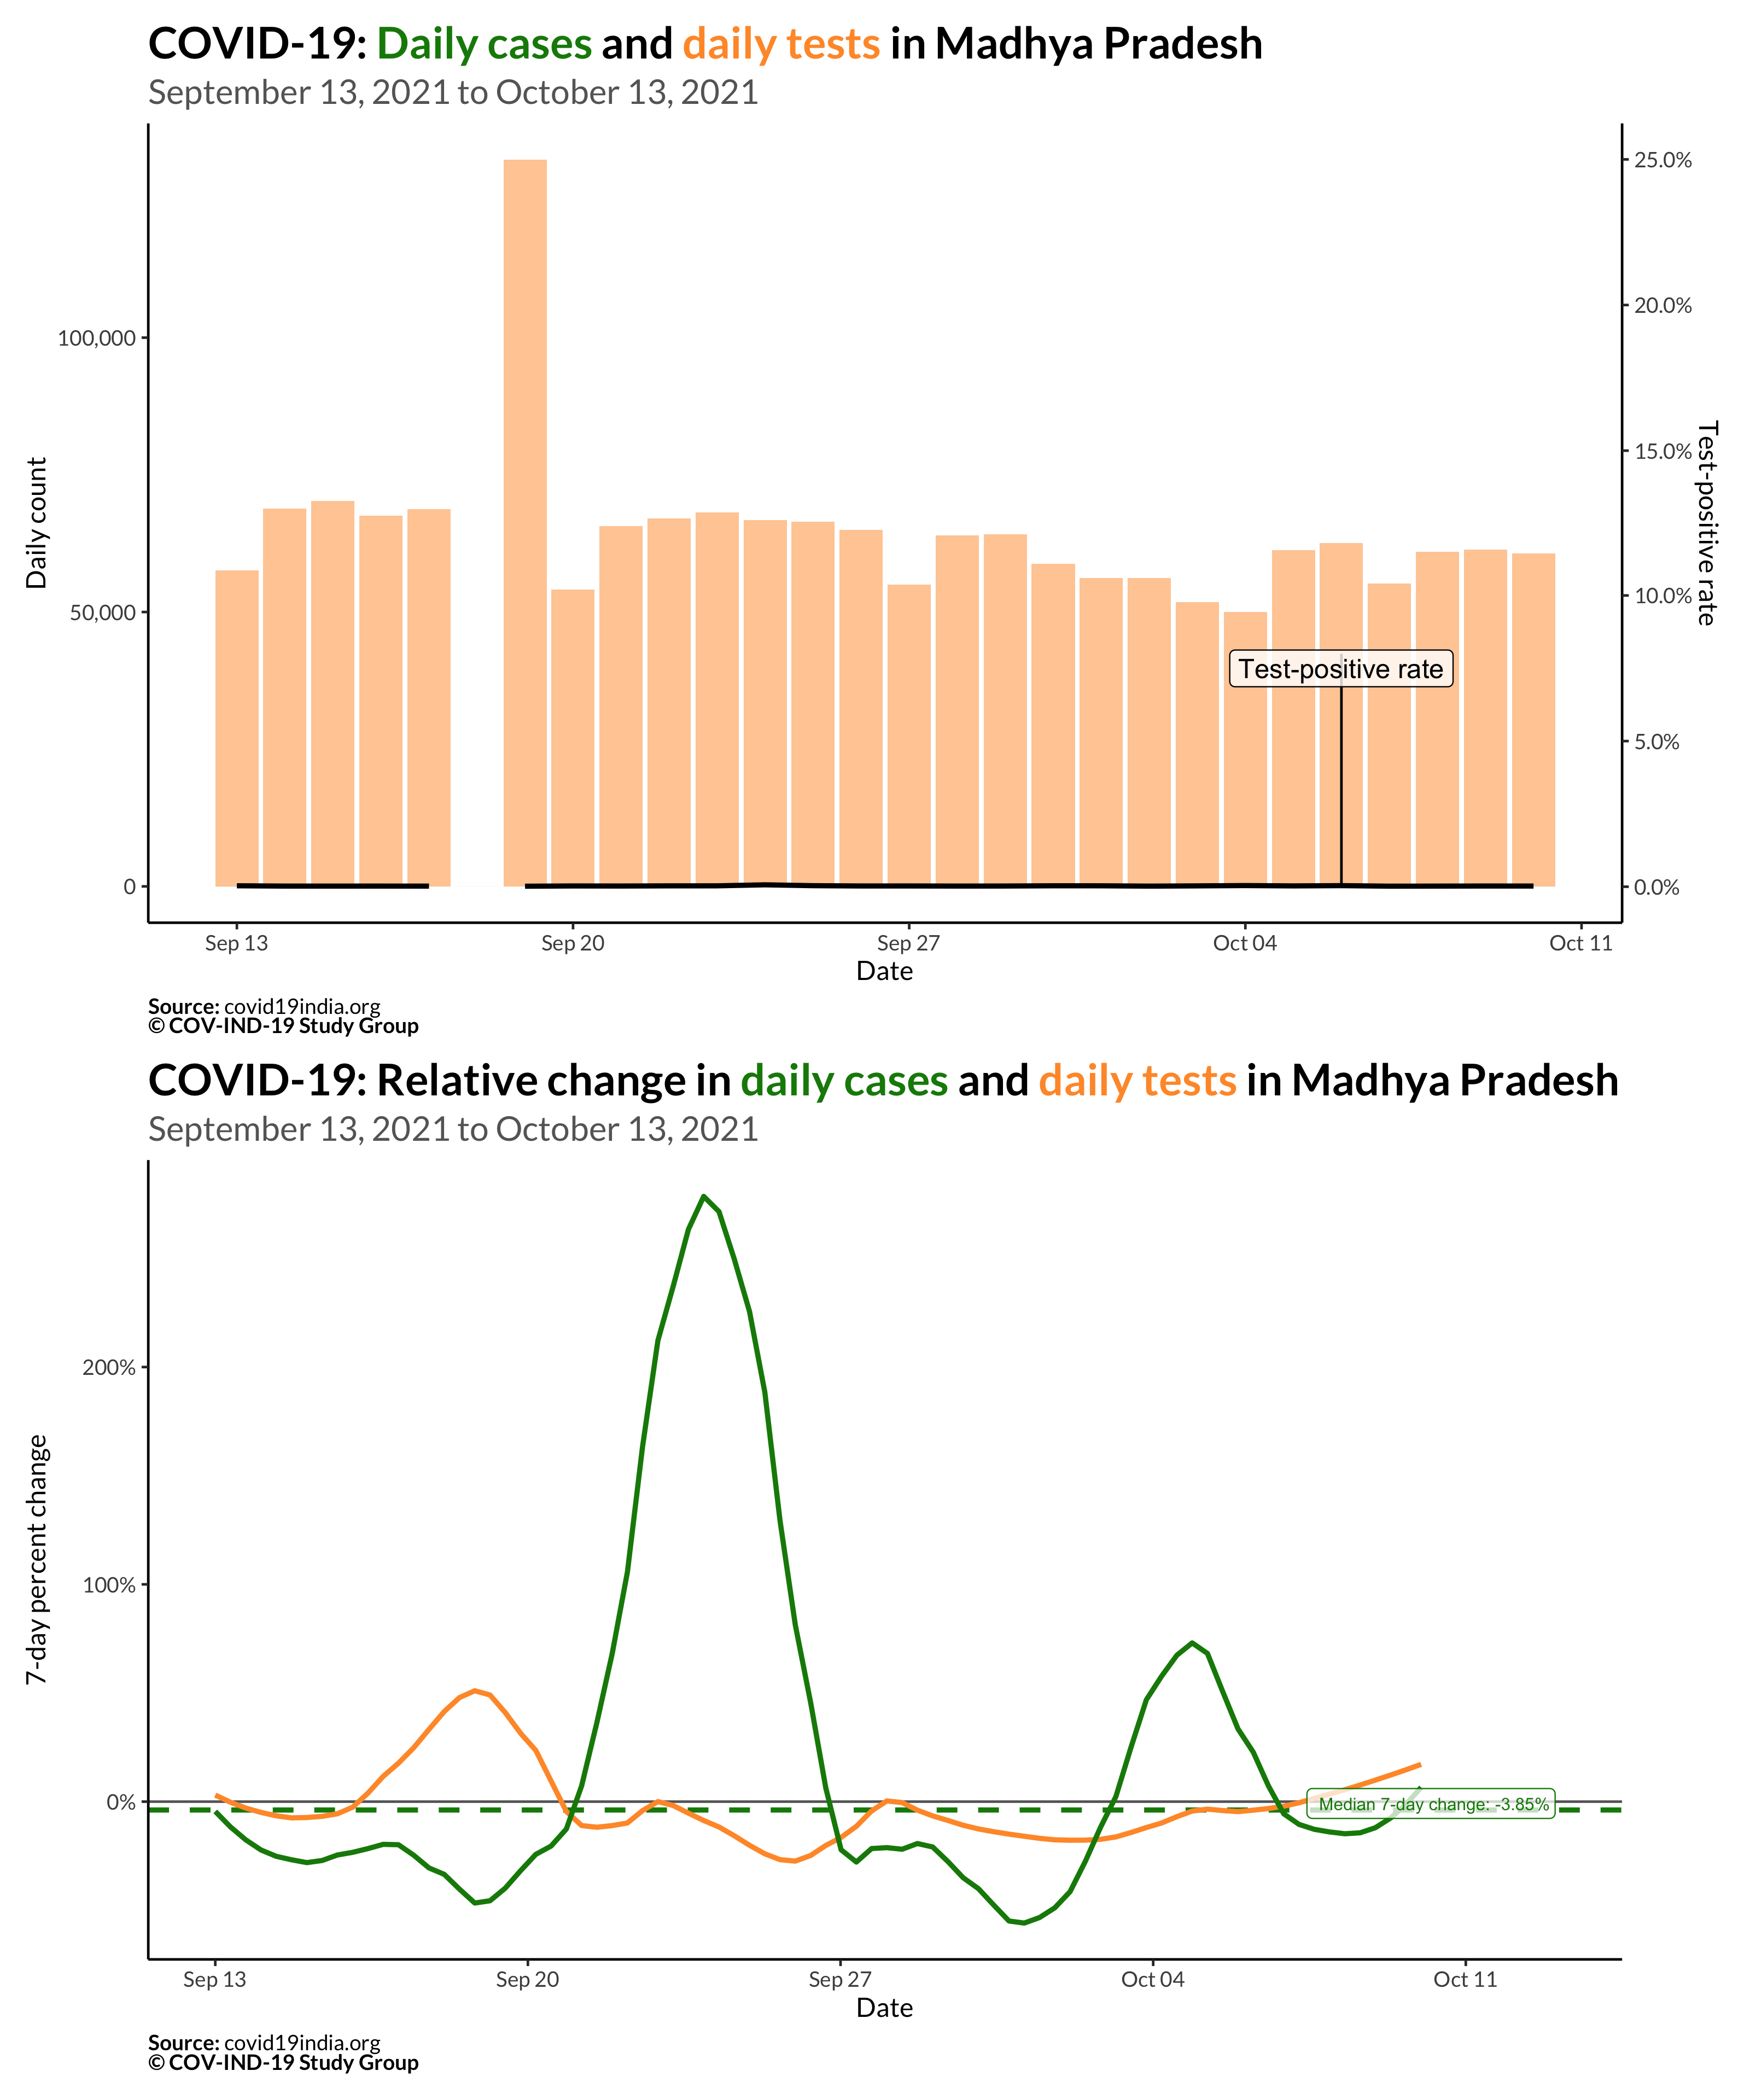 COVID-19: Daily cases and daily tests in Madhya Pradesh
September 13, 2021 to October 13, 2021
Daily count
100,000
50,000
0
25.0%
20.0%
15.0%
10.0%
5.0%
0.0%
Test-positive rate
Test-positive rate
Sep 13
Sep 20
Sep 27
Oct 04
Oct 11
Date
Source: covid19india.org
© COV-IND-19 Study Group
COVID-19: Relative change in daily cases and daily tests in Madhya Pradesh
September 13, 2021 to October 13, 2021
7-day percent change
200%
100%
0%
Median 7-day change: -3.85%
Sep 13
Sep 20
Sep 27
Oct 04
Oct 11
Date
Source: covid19india.org
© COV-IND-19 Study Group